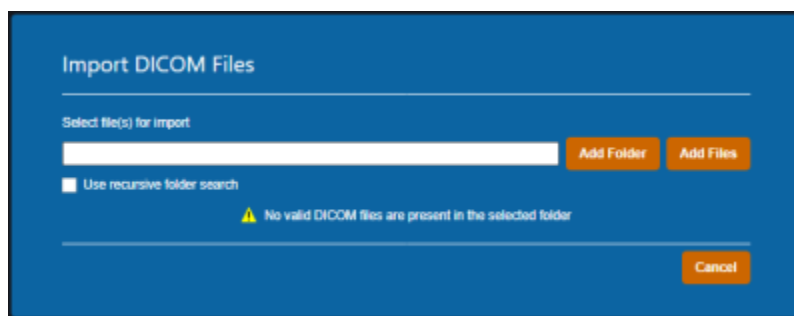 Import DICOM Files
Select file(s) for import
Add Folder Add Files
Use recursive folder search
No valid DICOM files are present in the selected folder
Cancel